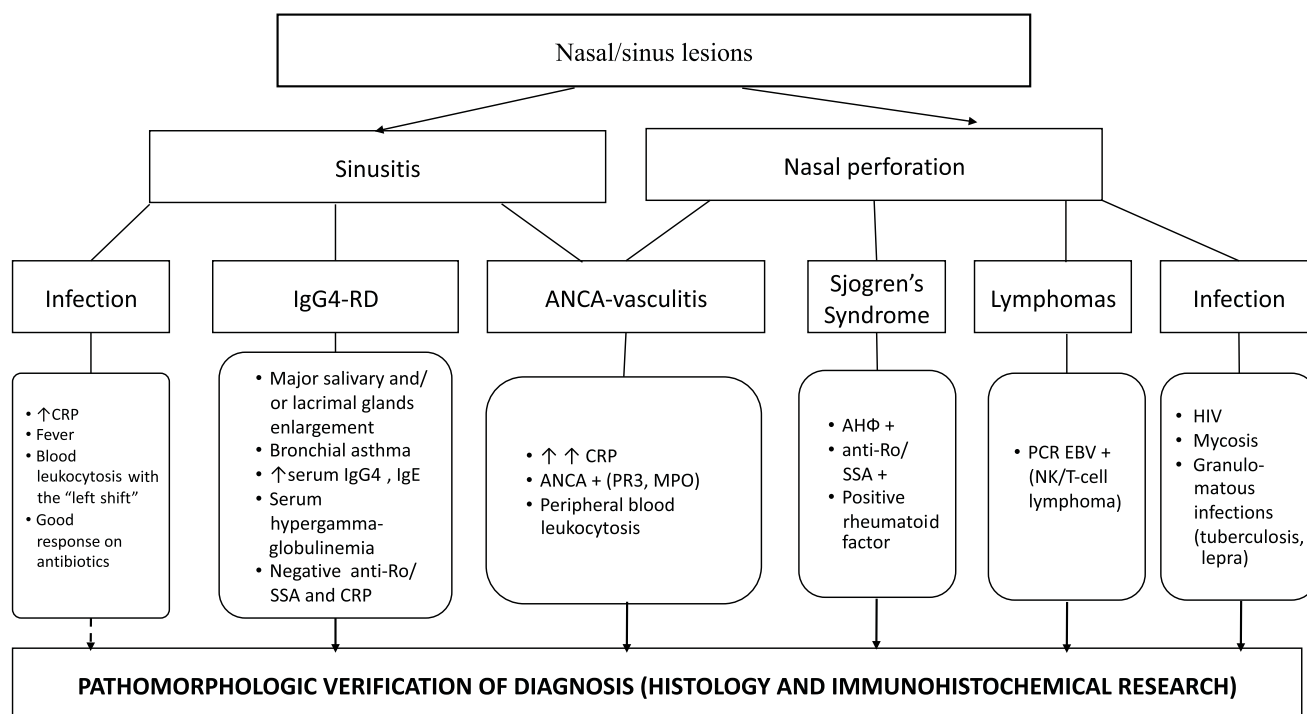 Nasal/sinus lesions
Sinusitis
Nasal perforation
Infection
IgG4-RD
ANCA-vasculitis
Sjogren's
Syndrome
Lymphomas
Infection
• ↑CRP
• Fever
• Blood
leukocytosis with
the “left shift”
• Good
response on
antibiotics
• Major salivary and/
or lacrimal glands
enlargement
• Bronchial asthma
• ↑serum IgG4 , IgE
• Serum
hypergamma-
globulinemia
• Negative anti-Ro/
SSA and CRP
• ↑ ↑ CRP
• ANCA + (PR3, MPO)
• Peripheral blood
leukocytosis
• АНФ +
• anti-Ro/
SSA +
• Positive
rheumatoid
factor
• PCR EBV +
(NK/T-cell
lymphoma)
• HIV
• Mycosis
• Granulo-
matous
infections
(tuberculosis,
lepra)
PATHOMORPHOLOGIC VERIFICATION OF DIAGNOSIS (HISTOLOGY AND IMMUNOHISTOCHEMICAL RESEARCH)